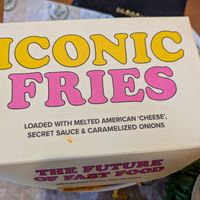 ICONIC
FRIES
LOADED WITH MELTED AMERICAN 'CHEESE',
SECRET SAUCE & CARAMELIZED ONIONS
THE FUTURE
OF FAST FOOD